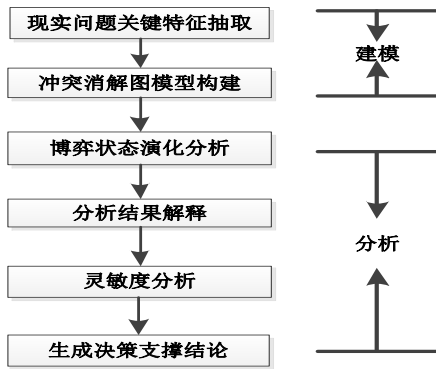 现实问题关键特征抽取
建模
冲突消解图模型构建
博弈状态演化分析
分析结果解释
分析
灵敏度分析
生成决策支撑结论